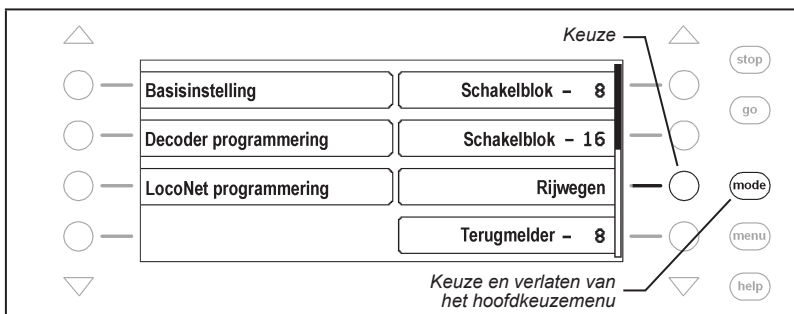 Keuze
stop
Basisinstelling
Schakelblok – 8
go
Decoder programmering
Schakelblok – 16
LocoNet programmering
Rijwegen
mode
Terugmelder – 8
menu
Keuze en verlaten van
het hoofdkeuzemenu
help